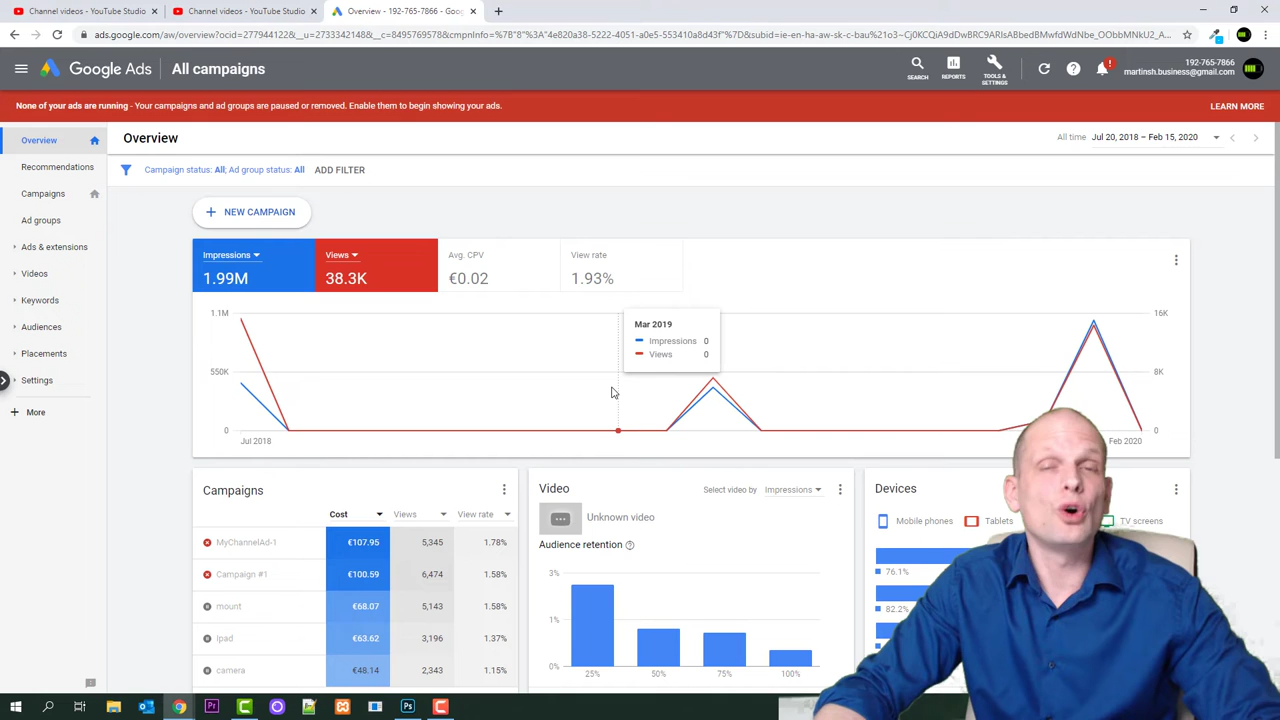 Channel videos - YouTube Studio
Channel videos - YouTube Studio
Overview - 192-765-7866 - Goog
Google Ads
All campaigns
SEARCH
REPORTS
TOOLS & SETTINGS
192-765-7866
martinsh.business@gmail.com
None of your ads are running - Your campaigns and ad groups are paused or removed. Enable them to begin showing your ads.
LEARN MORE
Overview
Recommendations
Campaigns
Ad groups
Ads & extensions
Videos
Keywords
Audiences
Placements
Settings
More
Overview
All time Jul 20, 2018 – Feb 15, 2020
Campaign status: All; Ad group status: All ADD FILTER
NEW CAMPAIGN
Impressions Views Avg. CPV View rate
1.99M 38.3K €0.02 1.93%
1.1M
550K
0
16K
8K
0
Jul 2018
Feb 2020
Mar 2019
Impressions 0
Views 0
Campaigns
Cost Views View rate
MyChannelAd-1 €107.95 5,345 1.78%
Campaign #1 €100.59 6,474 1.58%
mount €68.07 5,143 1.58%
Ipad €63.62 3,196 1.37%
camera €48.14 2,343 1.15%
Video
Select video by Impressions
Unknown video
Audience retention
3%
1%
0%
25% 50% 75% 100%
Devices
Mobile phones Tablets TV screens
76.1%
82.2%